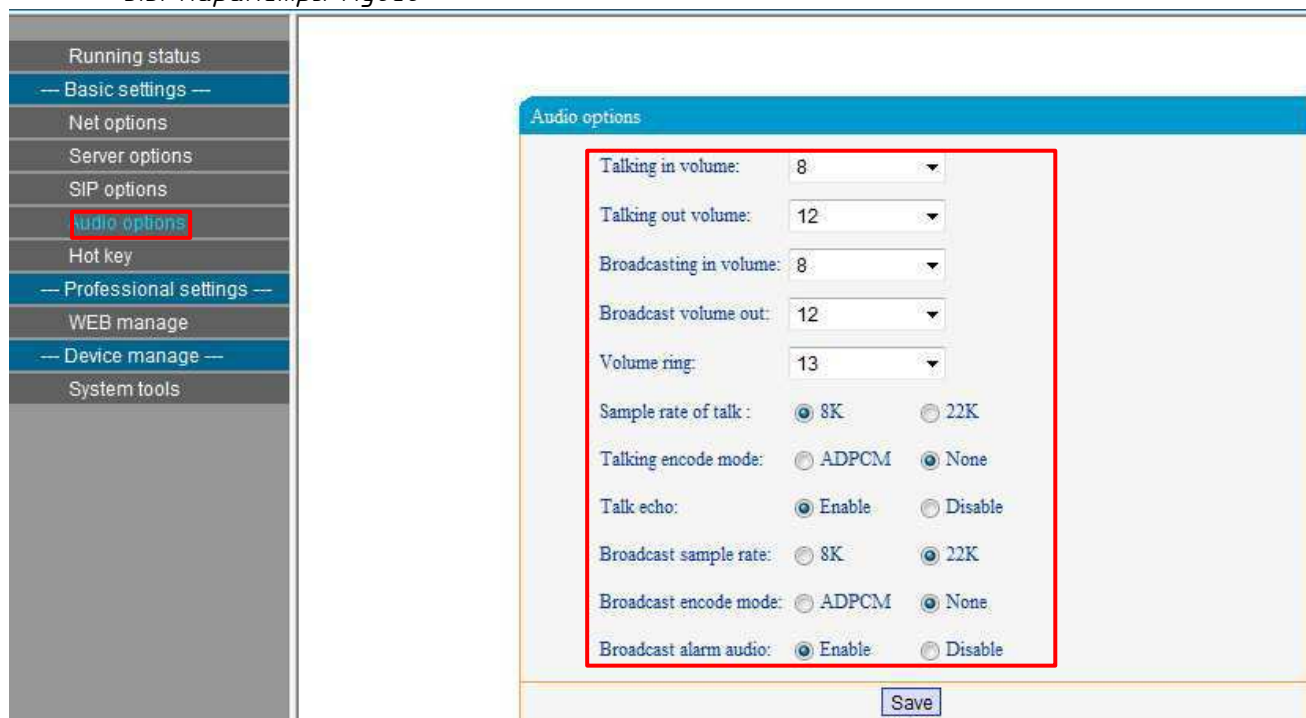 Running status
--- Basic settings ---
Net options
Server options
SIP options
Audio options
Hot key
--- Professional settings ---
WEB manage
--- Device manage ---
System tools
Audio options
Talking in volume: 8
Talking out volume: 12
Broadcasting in volume: 8
Broadcast volume out: 12
Volume ring: 13
Sample rate of talk : 8K 22K
Talking encode mode: ADPCM None
Talk echo: Enable Disable
Broadcast sample rate: 8K 22K
Broadcast encode mode: ADPCM None
Broadcast alarm audio: Enable Disable
Save